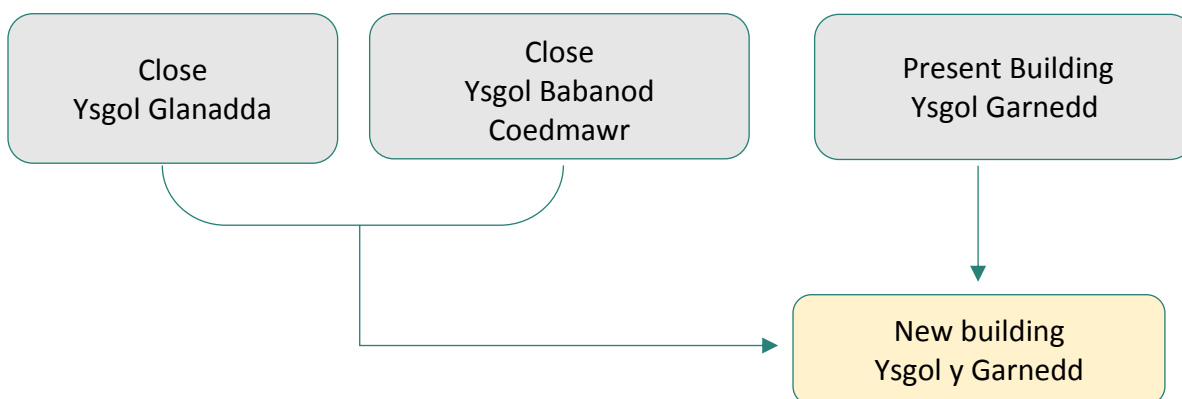 Close
Ysgol Glanadda
Close
Ysgol Babanod
Coedmawr
Present Building
Ysgol Garnedd
New building
Ysgol y Garnedd